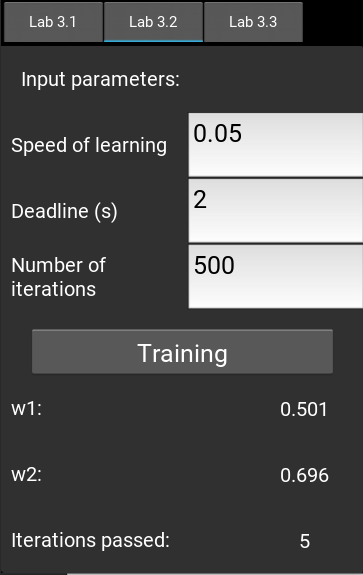 Lab 3.1 Lab 3.2 Lab 3.3
Input parameters:
Speed of learning 0.05
Deadline (s) 2
Number of 500
iterations
Training
w1: 0.501
w2: 0.696
Iterations passed: 5